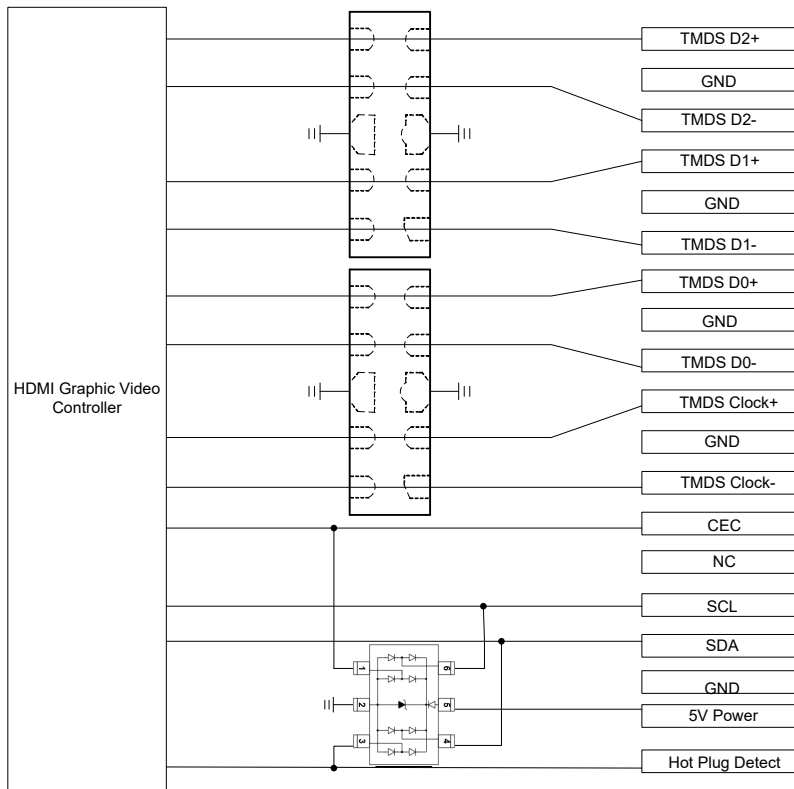 TMDS D2+
GND
TMDS D2-
TMDS D1+
GND
TMDS D1-
TMDS D0+
GND
TMDS D0-
HDMI Graphic Video
Controller
TMDS Clock+
GND
TMDS Clock-
CEC
NC
SCL
SDA
1
6
GND
2
5
5V Power
3
4
Hot Plug Detect